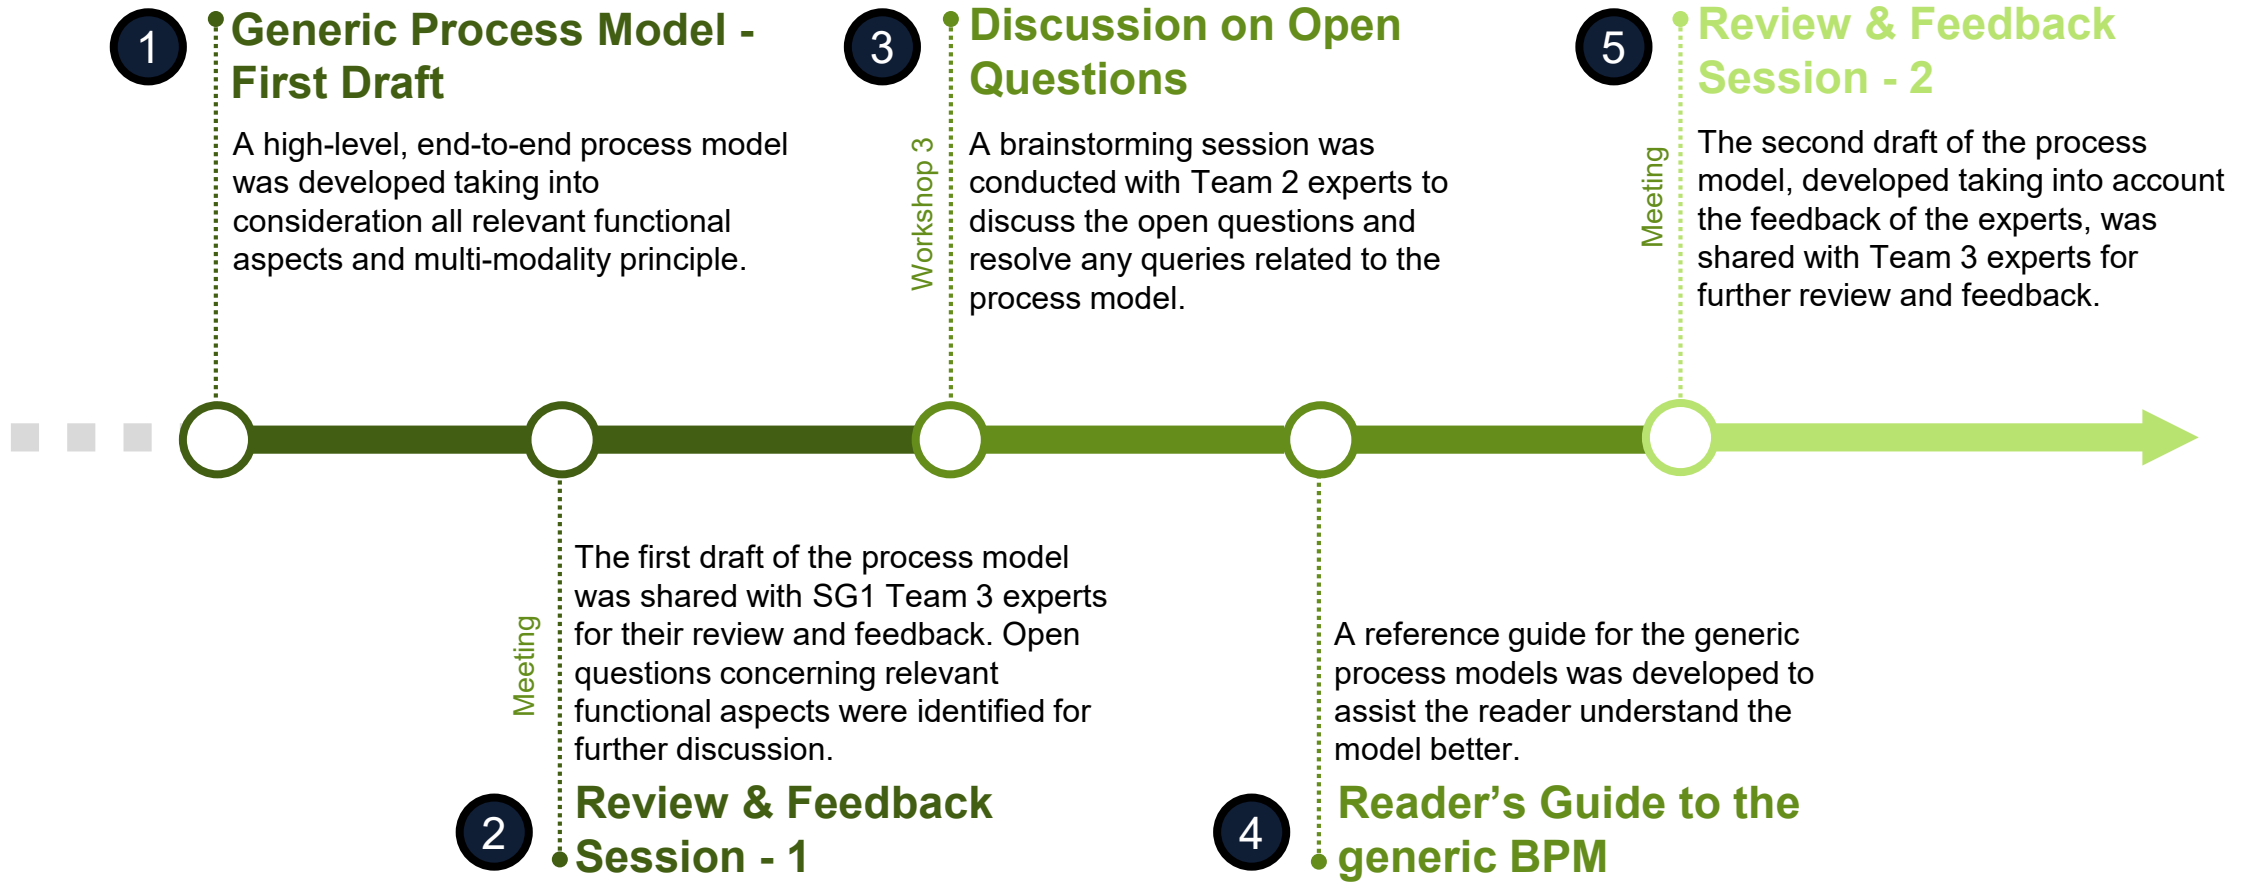 1
Generic Process Model -
First Draft
A high-level, end-to-end process model
was developed taking into
consideration all relevant functional
aspects and multi-modality principle.
2
Meeting
The first draft of the process model
was shared with SG1 Team 3 experts
for their review and feedback. Open
questions concerning relevant
functional aspects were identified for
further discussion.
Review & Feedback
Session - 1
3
Discussion on Open
Questions
Workshop 3
A brainstorming session was
conducted with Team 2 experts to
discuss the open questions and
resolve any queries related to the
process model.
4
A reference guide for the generic
process models was developed to
assist the reader understand the
model better.
Reader’s Guide to the
generic BPM
5
Review & Feedback
Session - 2
Meeting
The second draft of the process
model, developed taking into account
the feedback of the experts, was
shared with Team 3 experts for
further review and feedback.